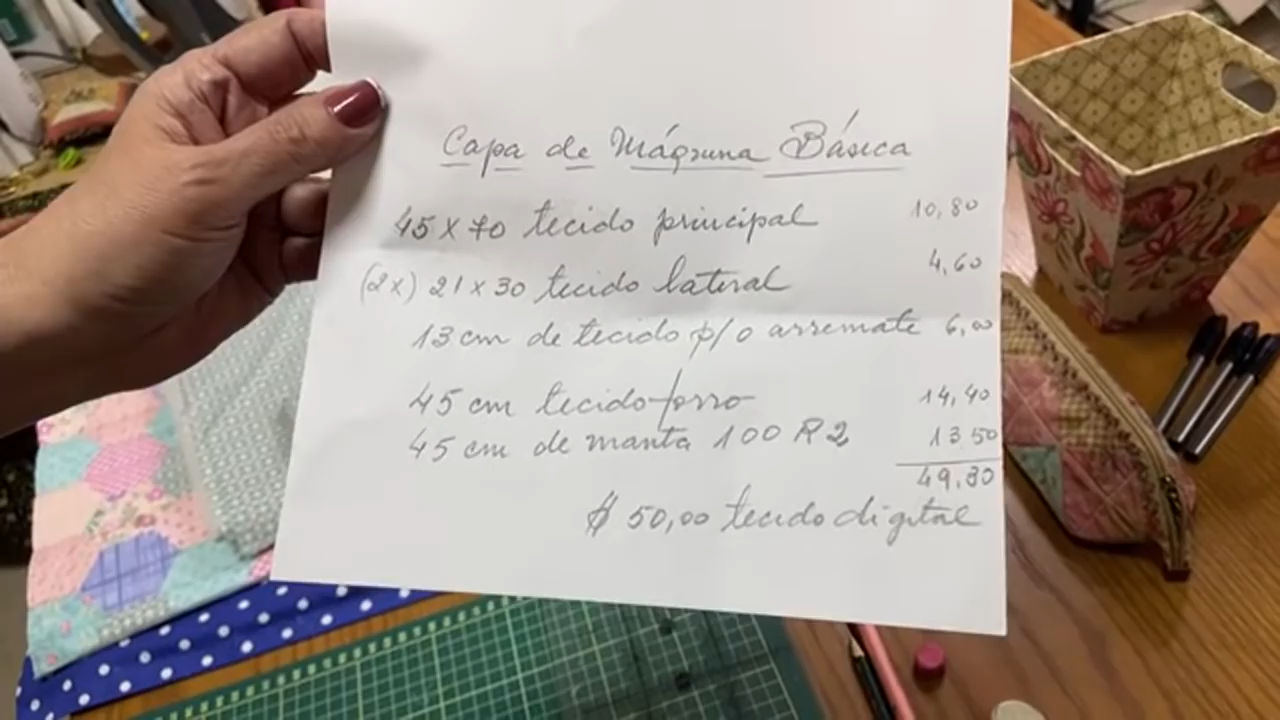 Capa de Máquina Básica
45 x 70 tecido principal 10,80
(2x) 21 x 30 tecido lateral 4,60
13 cm de tecido p/ o arremate 6,00
45 cm tecido forro 14,40
45 cm de manta 100 R2 13 50
49,30
$ 50,00 tecido digital